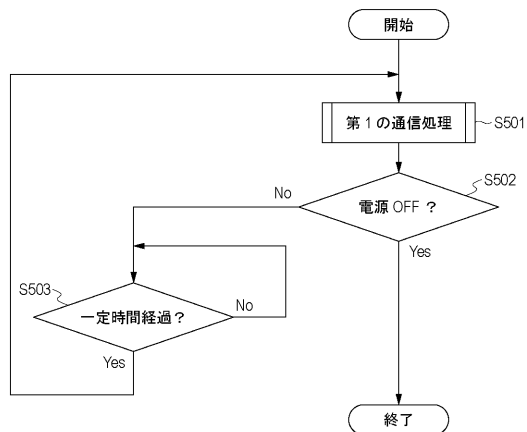 開始
第1の通信処理
S501
S502
No
電源 OFF ?
Yes
S503
一定時間経過?
No
Yes
終了